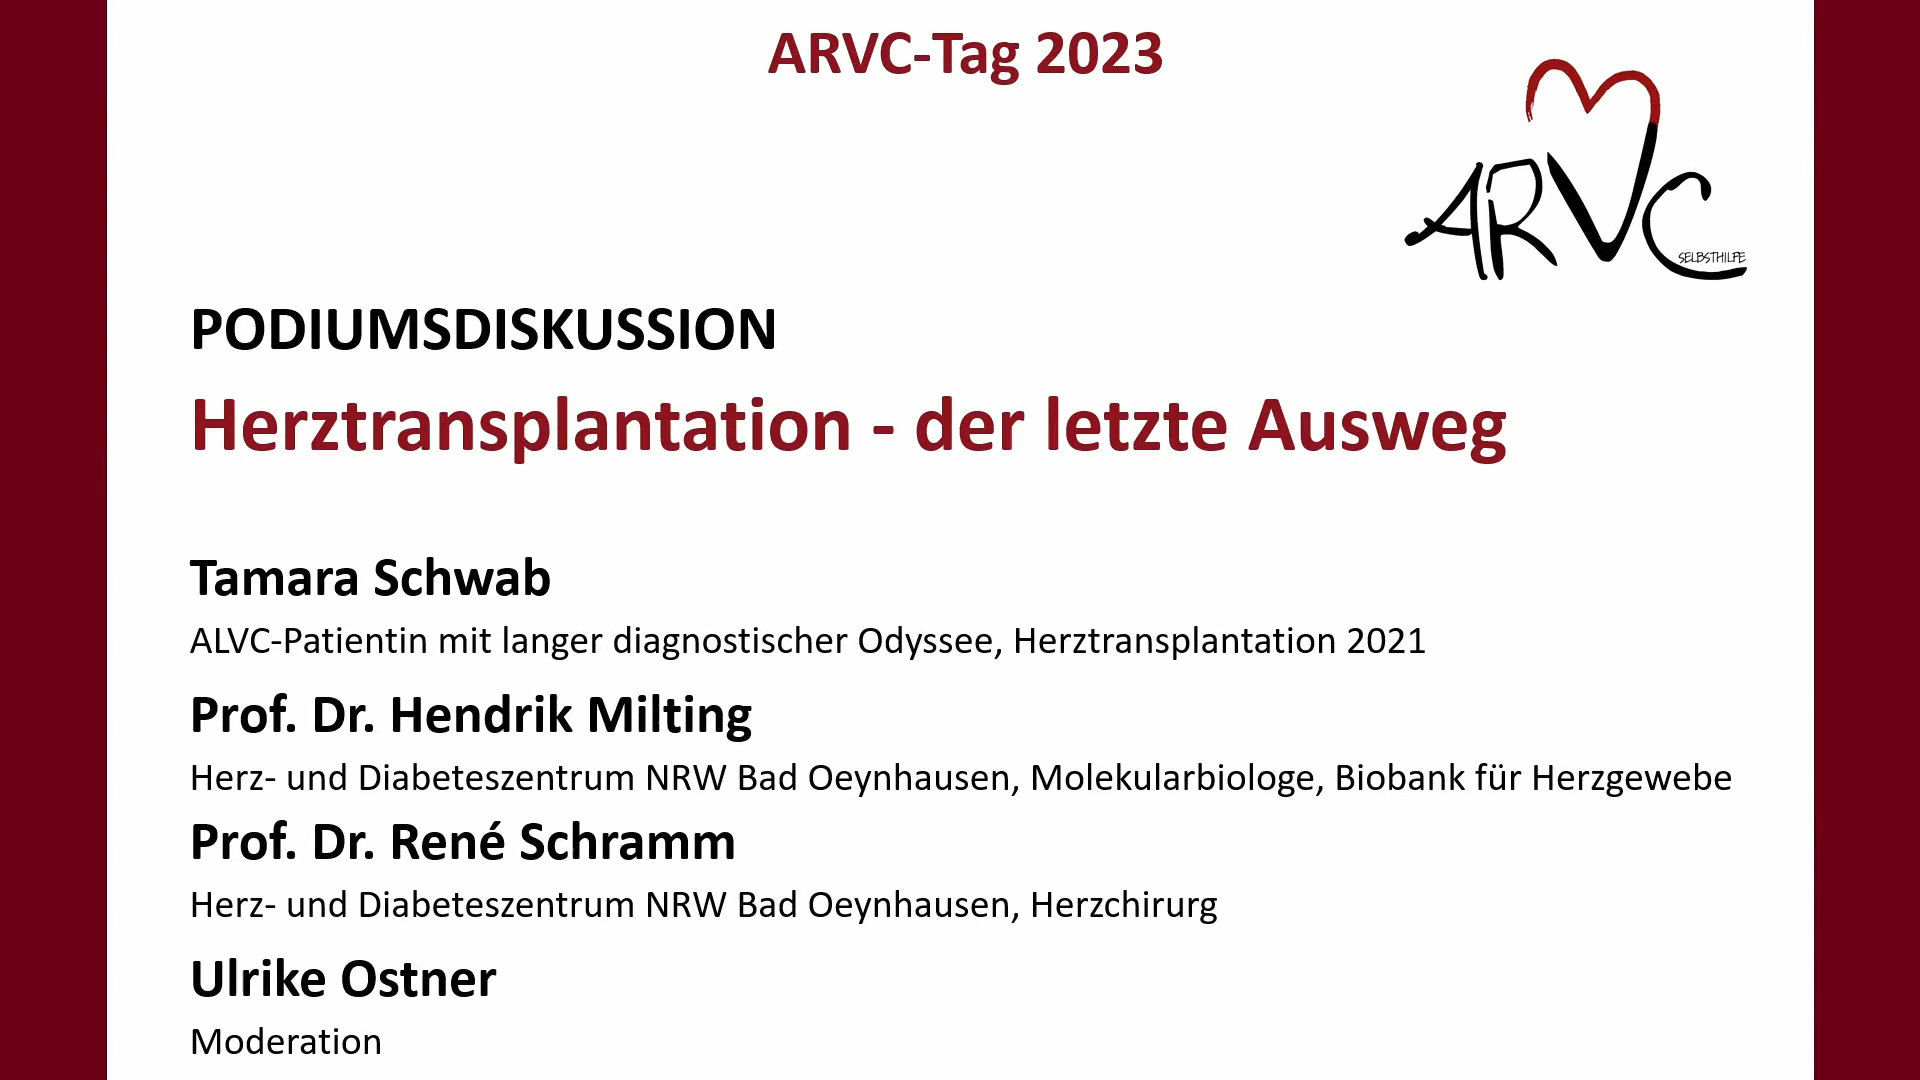 ARVC-Tag 2023
ARVC
SELBSTHILFE
PODIUMSDISKUSSION
Herztransplantation - der letzte Ausweg
Tamara Schwab
ALVC-Patientin mit langer diagnostischer Odyssee, Herztransplantation 2021
Prof. Dr. Hendrik Milting
Herz- und Diabeteszentrum NRW Bad Oeynhausen, Molekularbiologe, Biobank für Herzgewebe
Prof. Dr. René Schramm
Herz- und Diabeteszentrum NRW Bad Oeynhausen, Herzchirurg
Ulrike Ostner
Moderation